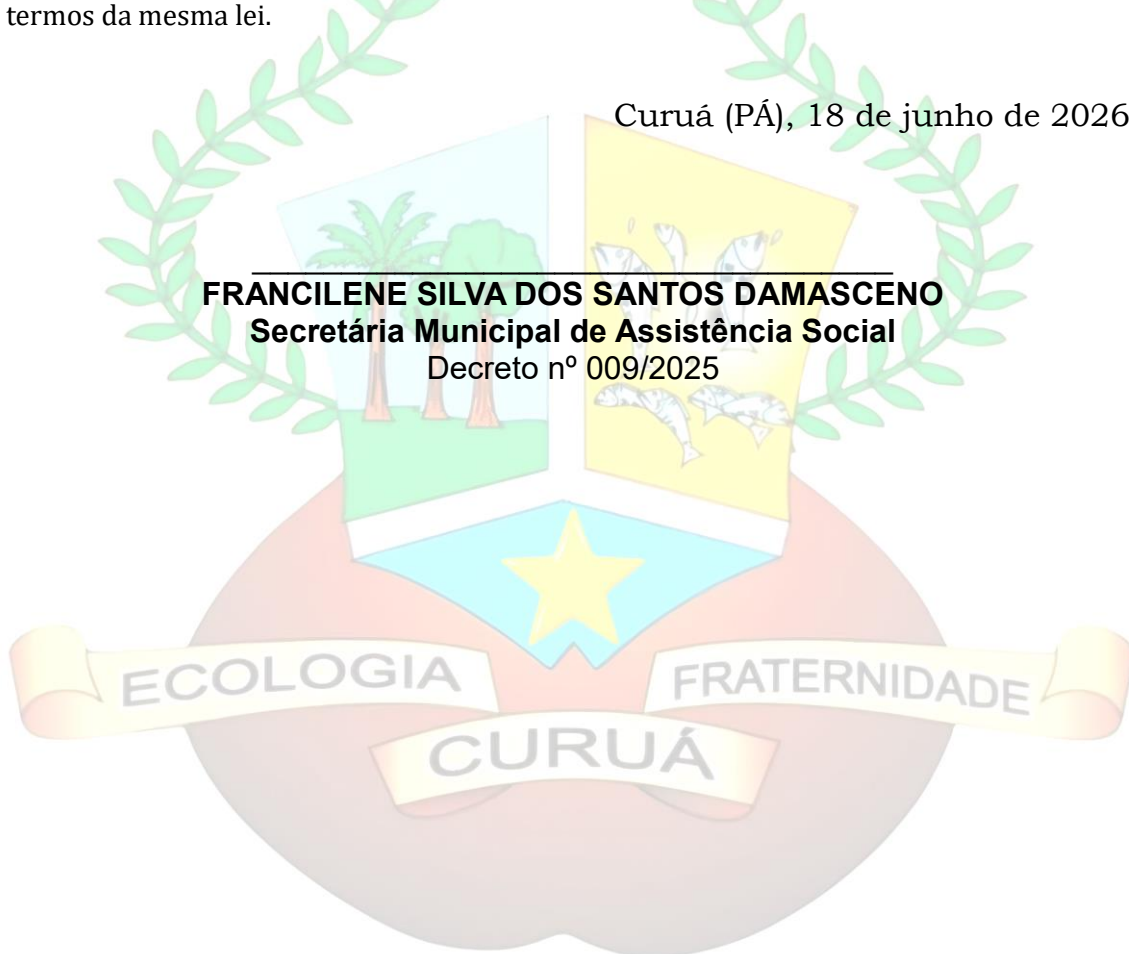 termos da mesma lei.
Curuá (PÁ), 18 de junho de 2026
FRANCILENE SILVA DOS SANTOS DAMASCENO
Secretária Municipal de Assistência Social
Decreto nº 009/2025
ECOLOGIA
FRATERNIDADE
CURUÁ